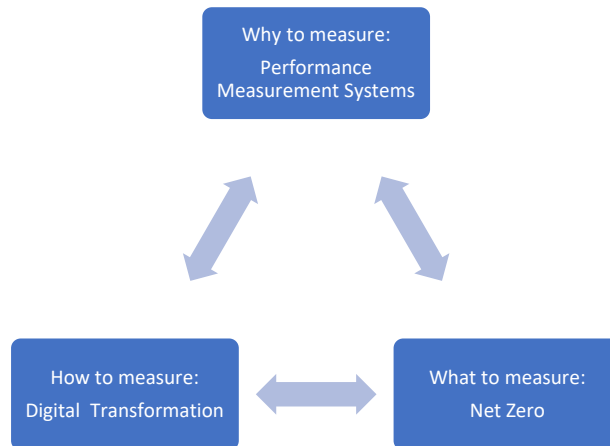 Why to measure:
Performance
Measurement Systems
How to measure:
Digital Transformation
What to measure:
Net Zero